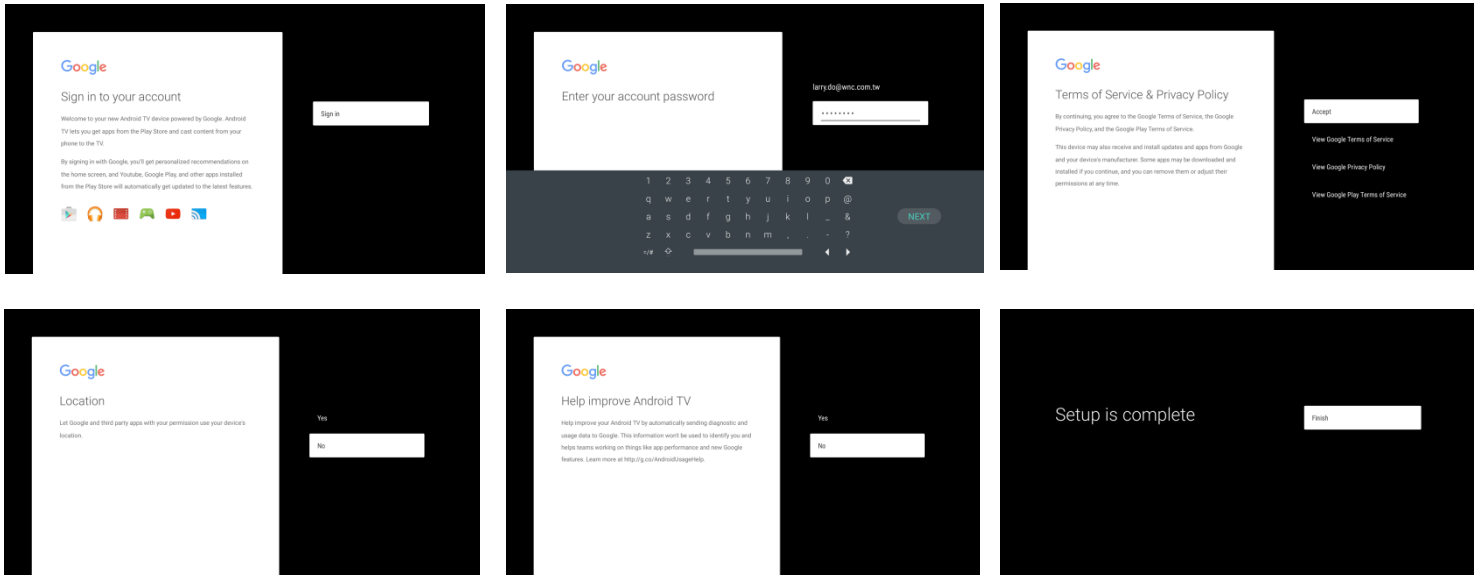 Google
Sign in to your account
Welcome to your new Android TV device powered by Google. Android
TV lets you get apps from the Play Store and cast content from your
phone to the TV.
By signing in with Google, you'll get personalized recommendations on
the home screen, and Youtube, Google Play, and other apps installed
from the Play Store will automatically get updated to the latest features.
Sign in
Google
Enter your account password
larry.do@wnc.com.tw
••••••••
1 2 3 4 5 6 7 8 9 0
q w e r t y u i o p @
a s d f g h j k l _ &
z x c v b n m , . - ?
=/#
NEXT
Google
Terms of Service & Privacy Policy
By continuing, you agree to the Google Terms of Service, the Google
Privacy Policy, and the Google Play Terms of Service.
This device may also receive and install updates and apps from Google
and your device's manufacturer. Some apps may be downloaded and
installed if you continue, and you can remove them or adjust their
permissions at any time.
Accept
View Google Terms of Service
View Google Privacy Policy
View Google Play Terms of Service
Google
Location
Let Google and third party apps with your permission use your device's
location.
Yes
No
Google
Help improve Android TV
Help improve your Android TV by automatically sending diagnostic and
usage data to Google. This information won't be used to identify you and
helps teams working on things like app performance and new Google
features. Learn more at http://g.co/AndroidUsageHelp.
Yes
No
Setup is complete
Finish